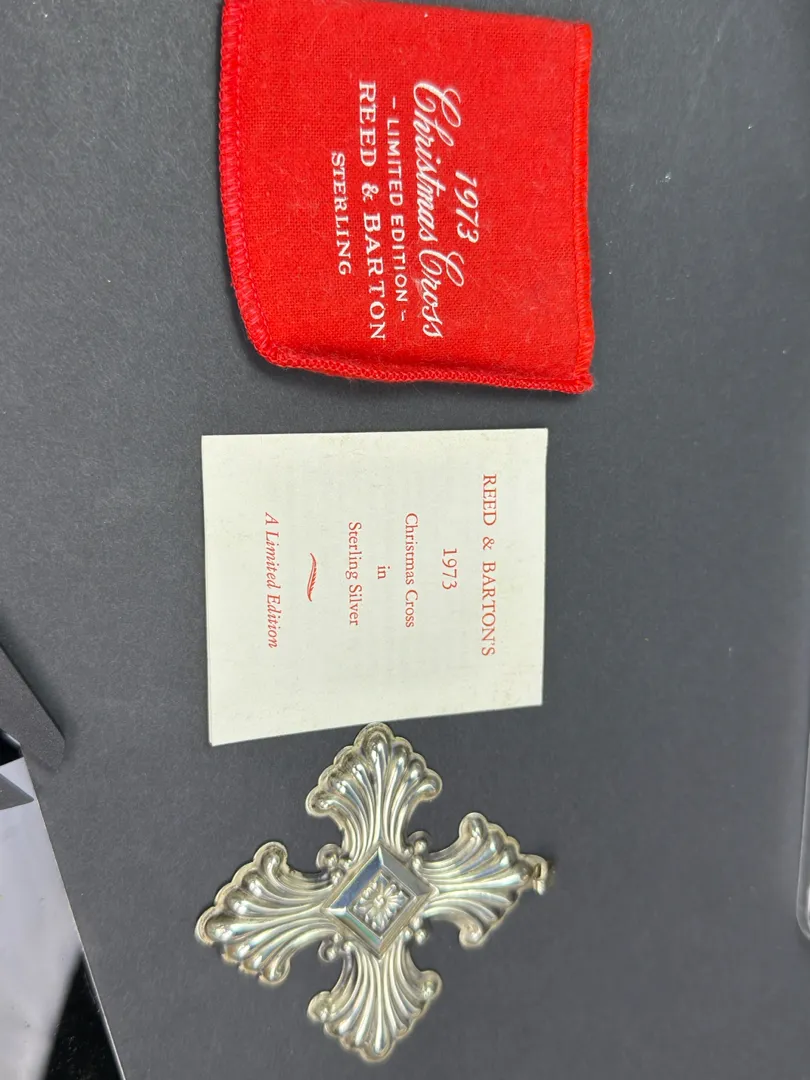 1973
Christmas Cross
- LIMITED EDITION -
REED & BARTON
STERLING
REED & BARTON'S
1973
Christmas Cross
in
Sterling Silver
A Limited Edition